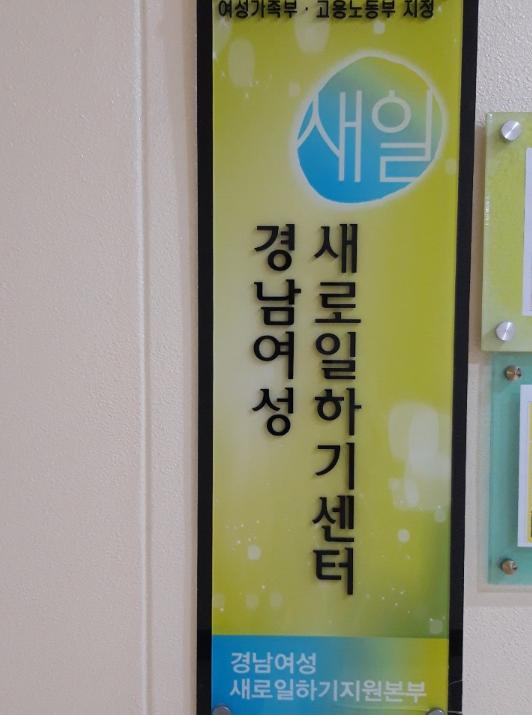 여성가족부 · 고용노동부 지정
새일
경남여성
새로일하기센터
경남여성
새로일하기지원본부